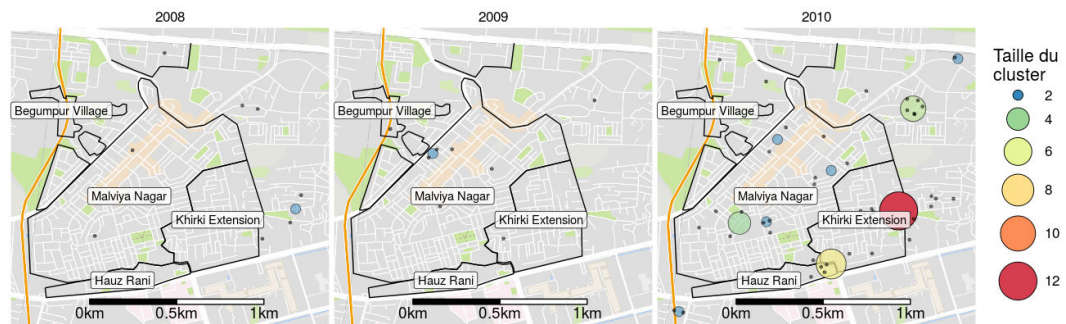 2008
2009
2010
Begumpur Village
Malviya Nagar
Khirki Extension
Hauz Rani
0km 0.5km 1km
Begumpur Village
Malviya Nagar
Khirki Extension
Hauz Rani
0km 0.5km 1km
Begumpur Village
Malviya Nagar
Khirki Extension
Hauz Rani
0km 0.5km 1km
Taille du
cluster
2
4
6
8
10
12